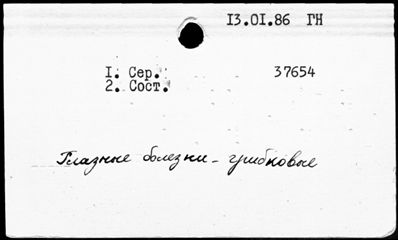 13.01.86 ГН
1. Сер. 37654
2. Сост.
Глазные болезни - грибковые